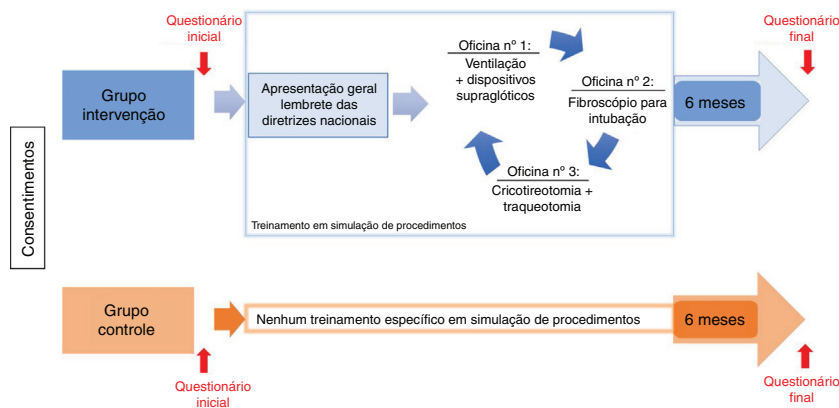 Questionário
inicial
Questionário
final
Grupo
intervenção
Apresentação geral
lembrete das
diretrizes nacionais
Oficina nº 1:
Ventilação
+ dispositivos
supraglóticos
Oficina nº 2:
Fibroscópio para
intubação
Oficina nº 3:
Cricotireotomia +
traqueotomia
6 meses
Treinamento em simulação de procedimentos
Consentimentos
Grupo
controle
Nenhum treinamento específico em simulação de procedimentos
6 meses
Questionário
inicial
Questionário
final